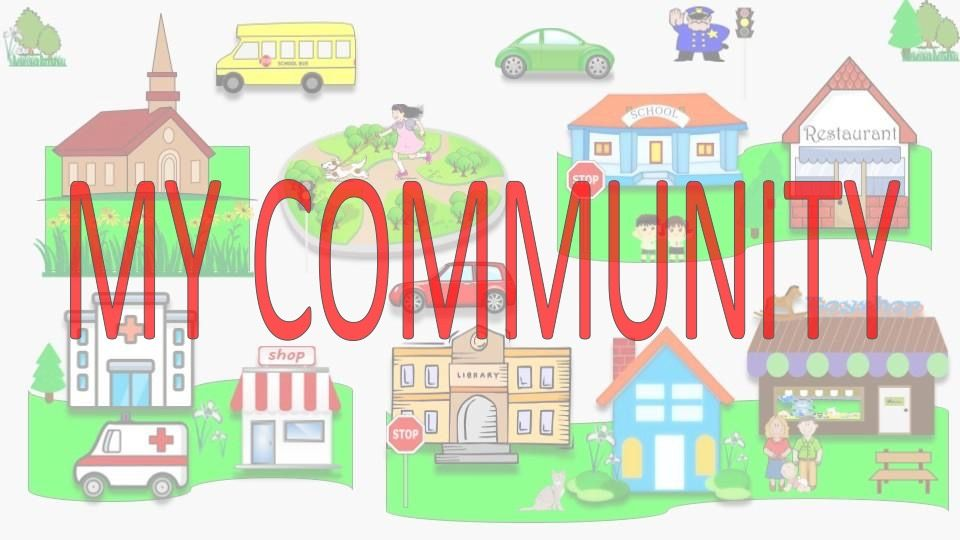 SCHOOL BUS
SCHOOL
Restaurant
STOP
MY COMMUNITY
Toyshop
shop
LIBRARY
STOP